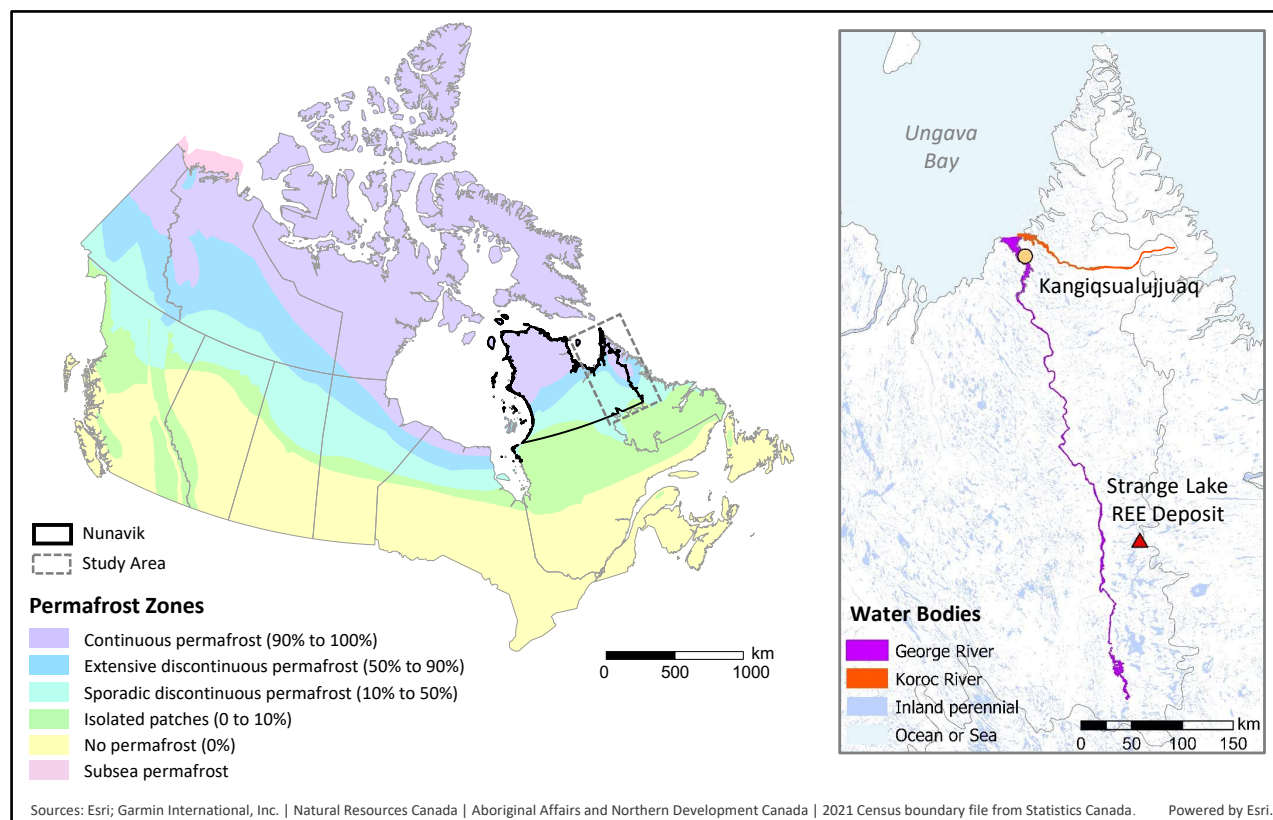 Nunavik
Study Area
Permafrost Zones
Continuous permafrost (90% to 100%)
Extensive discontinuous permafrost (50% to 90%)
Sporadic discontinuous permafrost (10% to 50%)
Isolated patches (0 to 10%)
No permafrost (0%)
Subsea permafrost
km
0 500 1000
Ungava
Bay
Kangiqsualujjuaq
Strange Lake
REE Deposit
Water Bodies
George River
Koroc River
Inland perennial
Ocean or Sea
km
0 50 100 150
Sources: Esri; Garmin International, Inc. | Natural Resources Canada | Aboriginal Affairs and Northern Development Canada | 2021 Census boundary file from Statistics Canada. Powered by Esri.